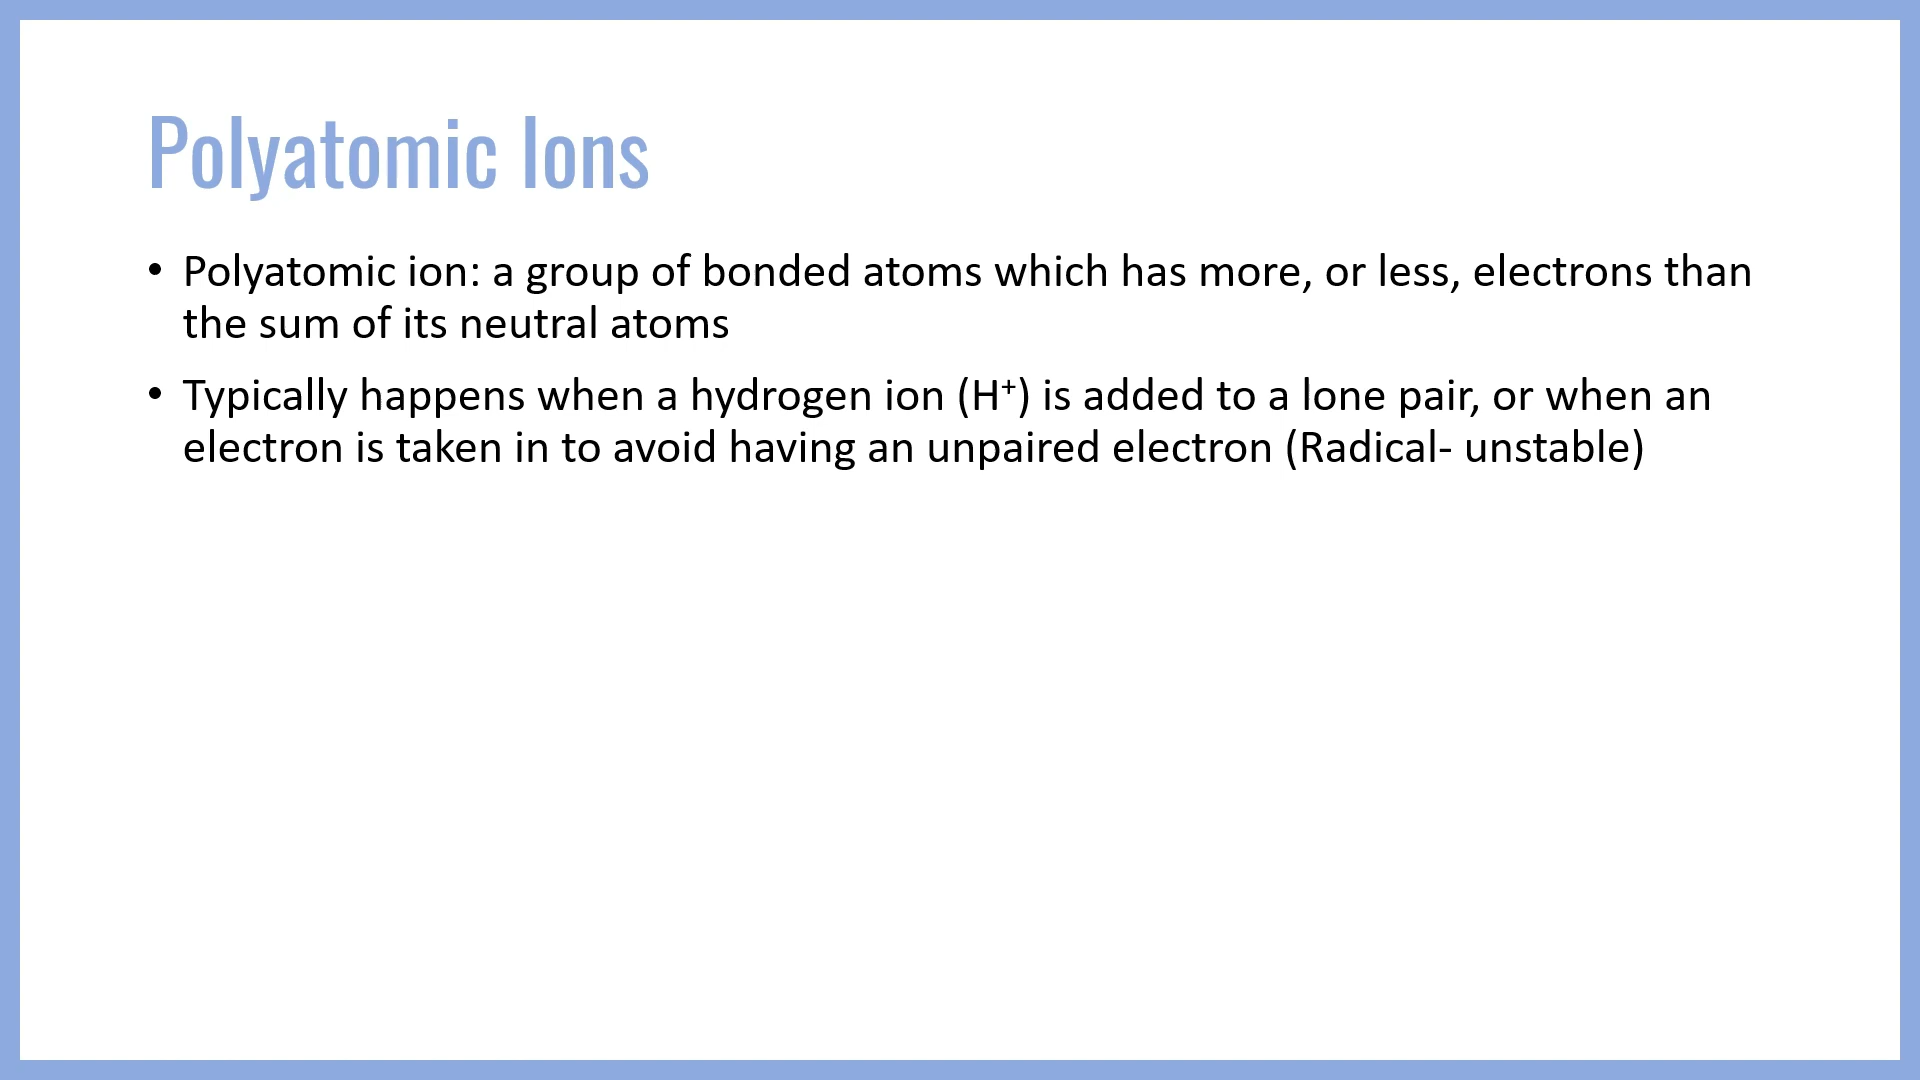 Polyatomic Ions
• Polyatomic ion: a group of bonded atoms which has more, or less, electrons than
the sum of its neutral atoms
• Typically happens when a hydrogen ion (H⁺) is added to a lone pair, or when an
electron is taken in to avoid having an unpaired electron (Radical- unstable)